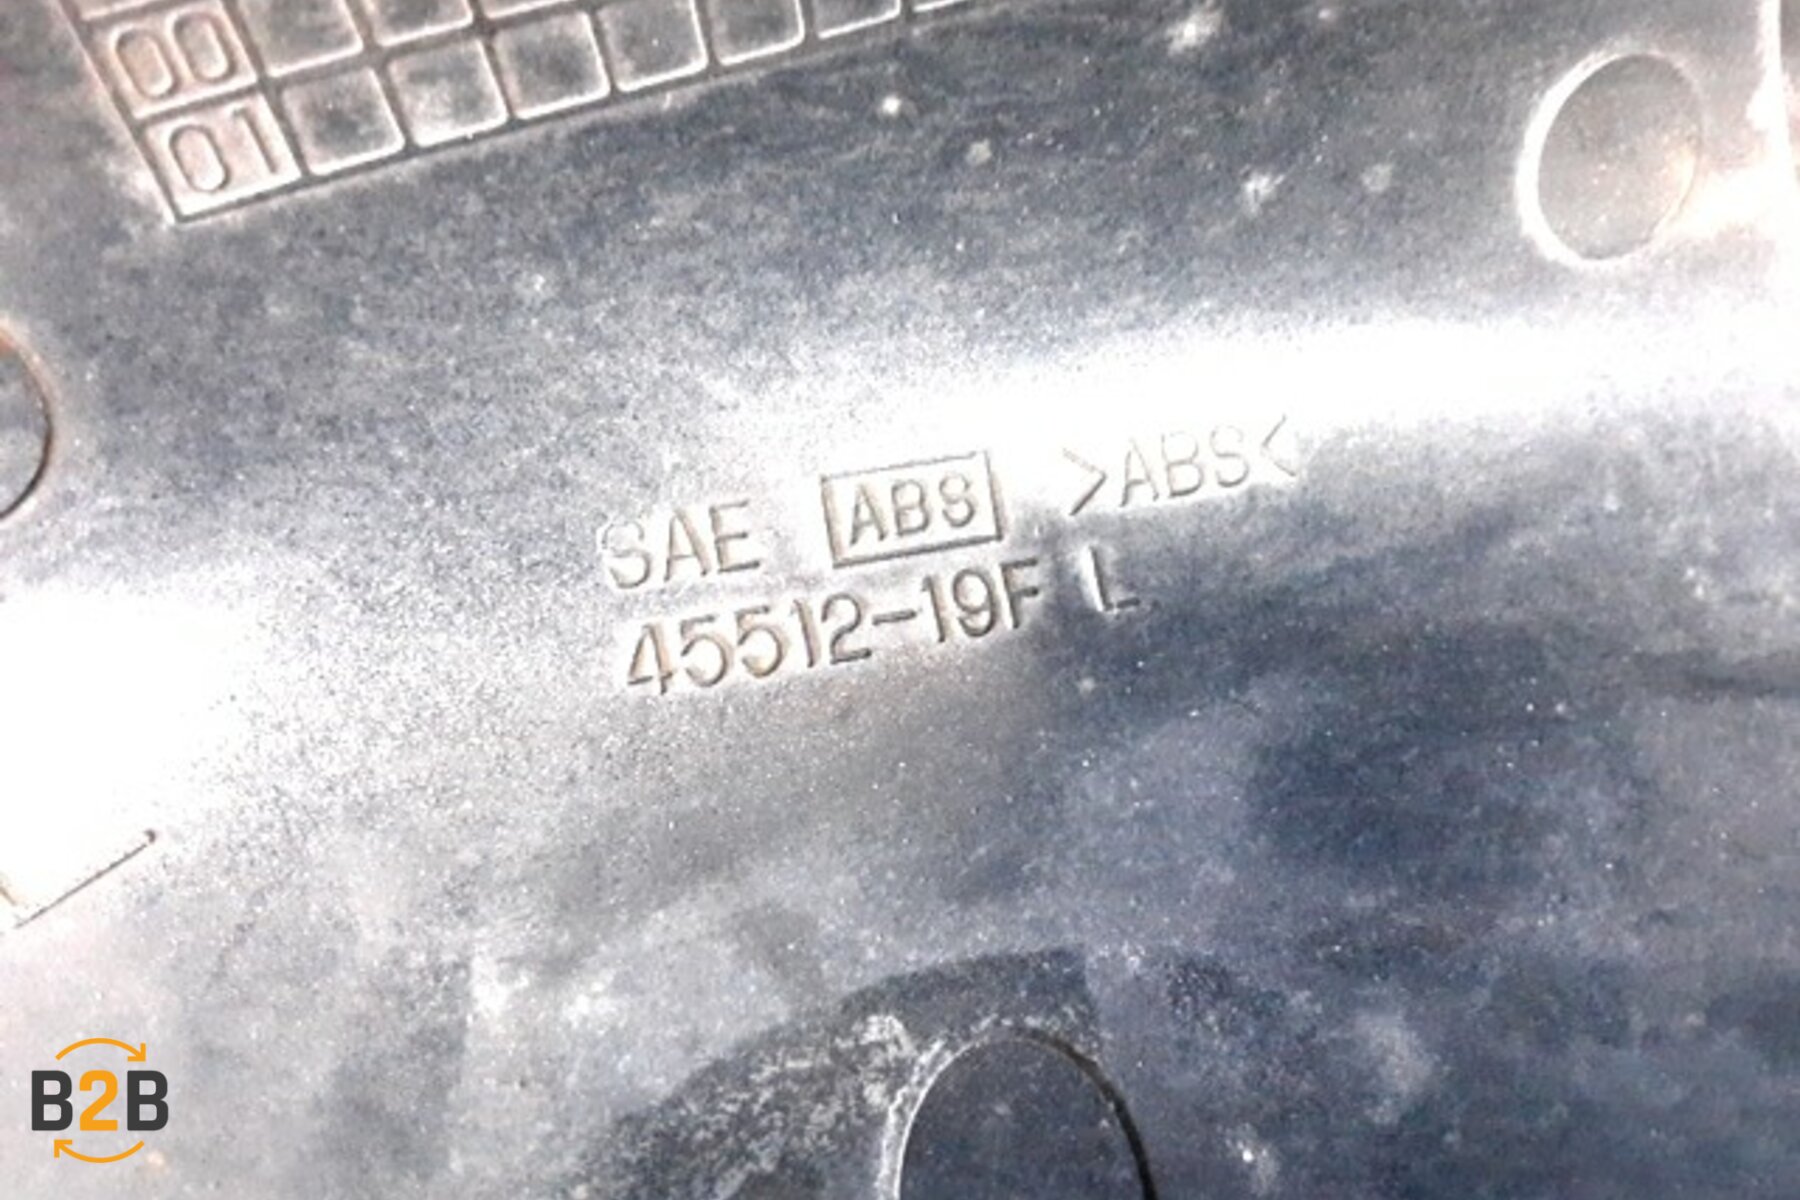 00
01
SAE ABS >ABS<
45512-19F L
B2B